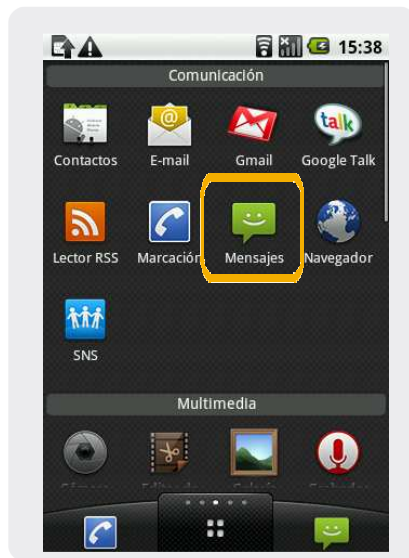 15:38
Comunicación
Contactos E-mail Gmail Google Talk
talk
Lector RSS Marcación Mensajes Navegador
SNS
Multimedia